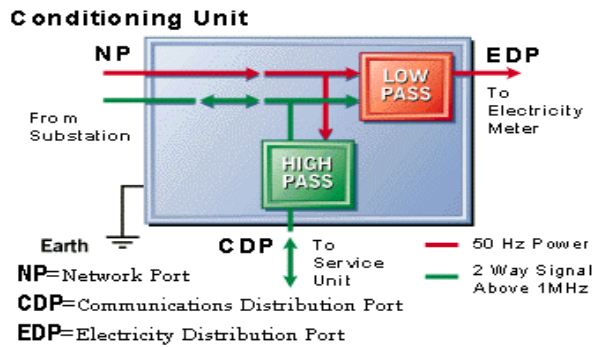 Conditioning Unit
NP
EDP
LOW
PASS
From
Substation
To
Electricity
Meter
HIGH
PASS
Earth
CDP
To
Service
Unit
50 Hz Power
2 Way Signal
Above 1MHz
NP=Network Port
CDP=Communications Distribution Port
EDP=Electricity Distribution Port